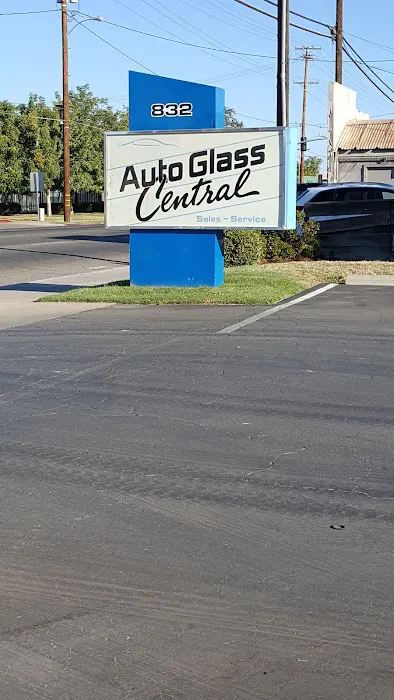 832
Auto Glass
Central
Sales - Service